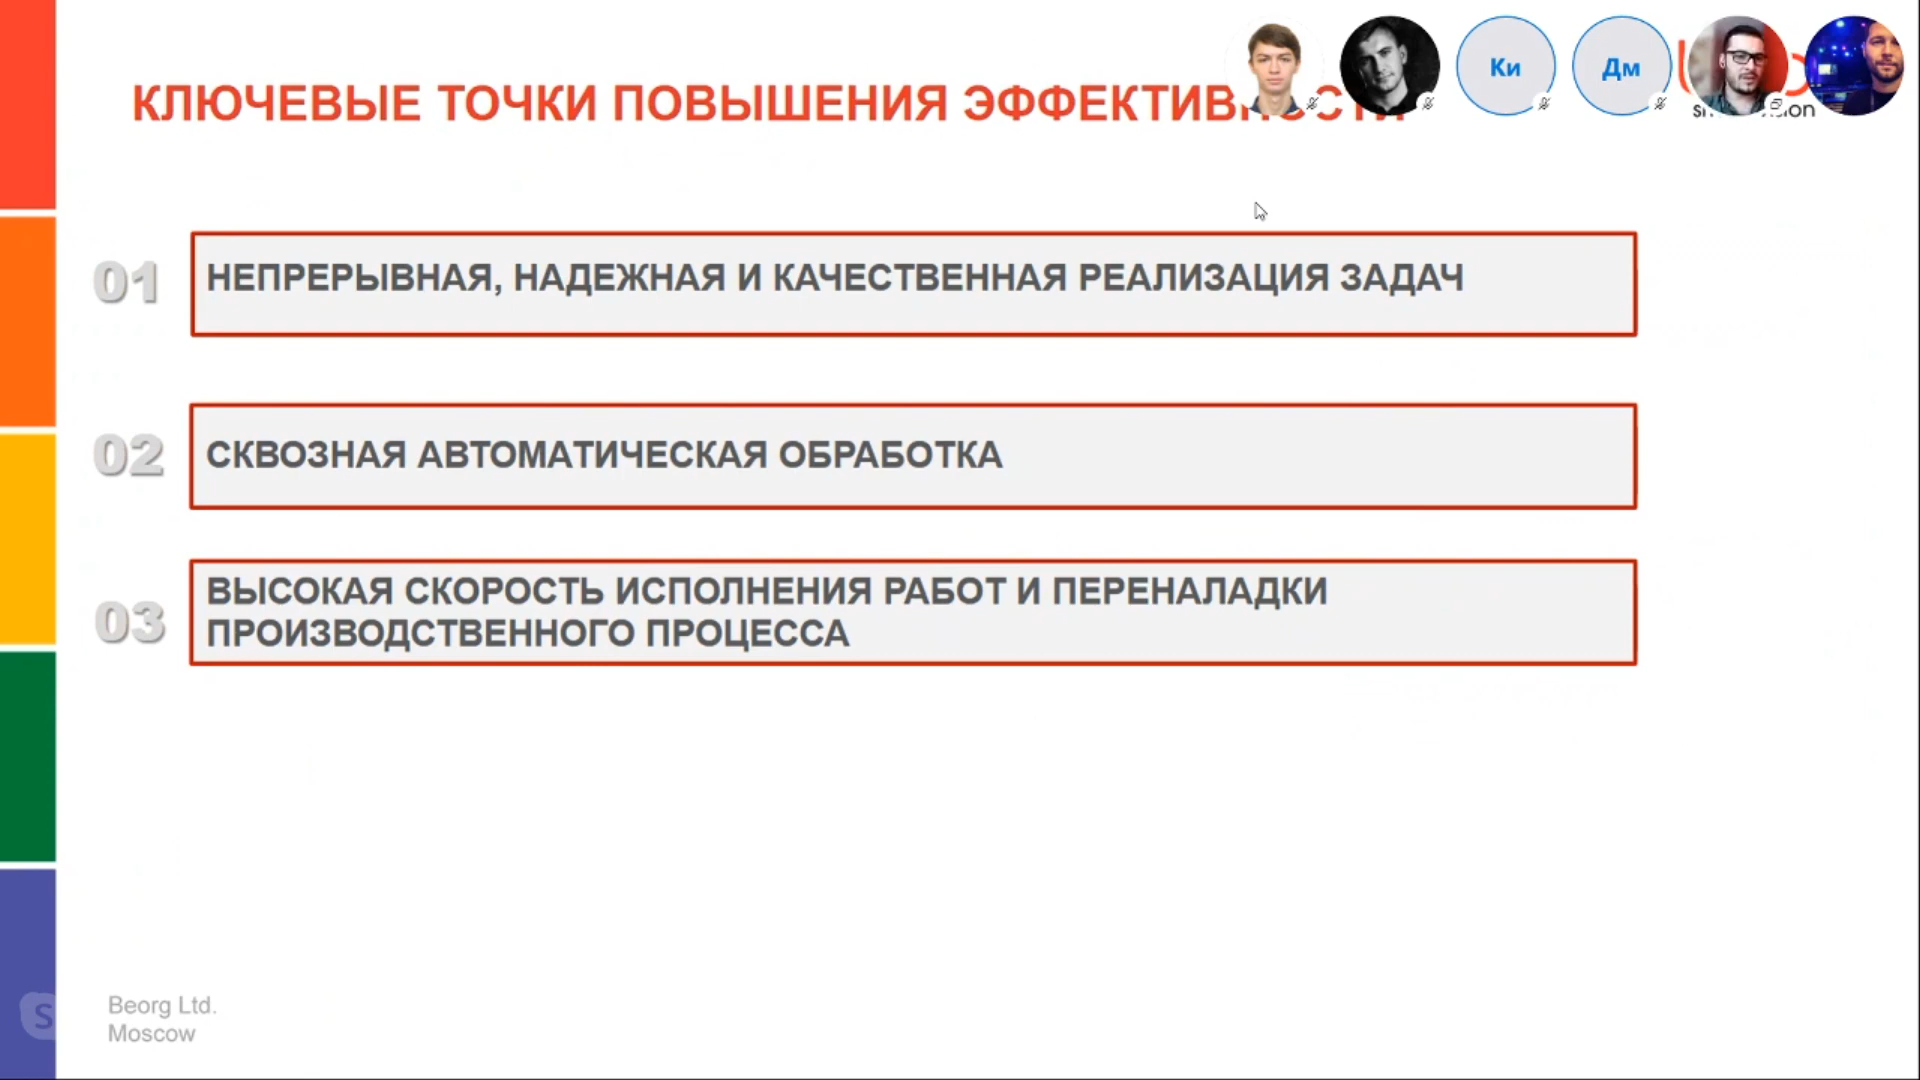 КЛЮЧЕВЫЕ ТОЧКИ ПОВЫШЕНИЯ ЭФФЕКТИВНОСТИ
Ки
Дм
01
НЕПРЕРЫВНАЯ, НАДЕЖНАЯ И КАЧЕСТВЕННАЯ РЕАЛИЗАЦИЯ ЗАДАЧ
02
СКВОЗНАЯ АВТОМАТИЧЕСКАЯ ОБРАБОТКА
03
ВЫСОКАЯ СКОРОСТЬ ИСПОЛНЕНИЯ РАБОТ И ПЕРЕНАЛАДКИ
ПРОИЗВОДСТВЕННОГО ПРОЦЕССА
S
Beorg Ltd.
Moscow